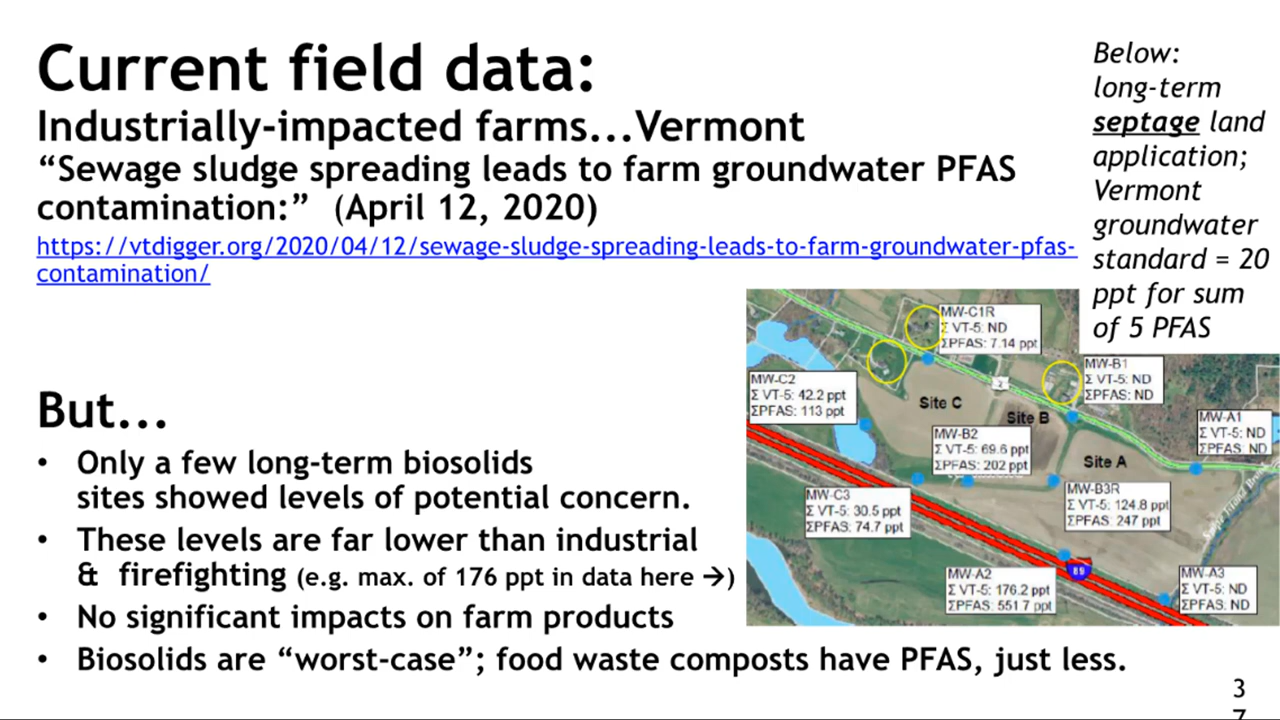 Current field data:
Industrially-impacted farms...Vermont
“Sewage sludge spreading leads to farm groundwater PFAS
contamination:” (April 12, 2020)
https://vtdigger.org/2020/04/12/sewage-sludge-spreading-leads-to-farm-groundwater-pfas-
contamination/
Below:
long-term
septage land
application;
Vermont
groundwater
standard = 20
ppt for sum
of 5 PFAS
But...
• Only a few long-term biosolids
sites showed levels of potential concern.
• These levels are far lower than industrial
& firefighting (e.g. max. of 176 ppt in data here →)
• No significant impacts on farm products
• Biosolids are “worst-case”; food waste composts have PFAS, just less.
MW-C1R
Σ VT-5: ND
ΣPFAS: 7.14 ppt
MW-B1
Σ VT-5: ND
ΣPFAS: ND
MW-C2
Σ VT-5: 42.2 ppt
ΣPFAS: 113 ppt
2
Site C
Site B
MW-A1
Σ VT-5: ND
ΣPFAS: ND
MW-B2
Σ VT-5: 69.6 ppt
ΣPFAS: 202 ppt
Site A
MW-C3
Σ VT-5: 30.5 ppt
ΣPFAS: 74.7 ppt
MW-B3R
Σ VT-5: 124.8 ppt
ΣPFAS: 247 ppt
89
MW-A2
Σ VT-5: 176.2 ppt
ΣPFAS: 551.7 ppt
MW-A3
Σ VT-5: ND
ΣPFAS: ND
3
7